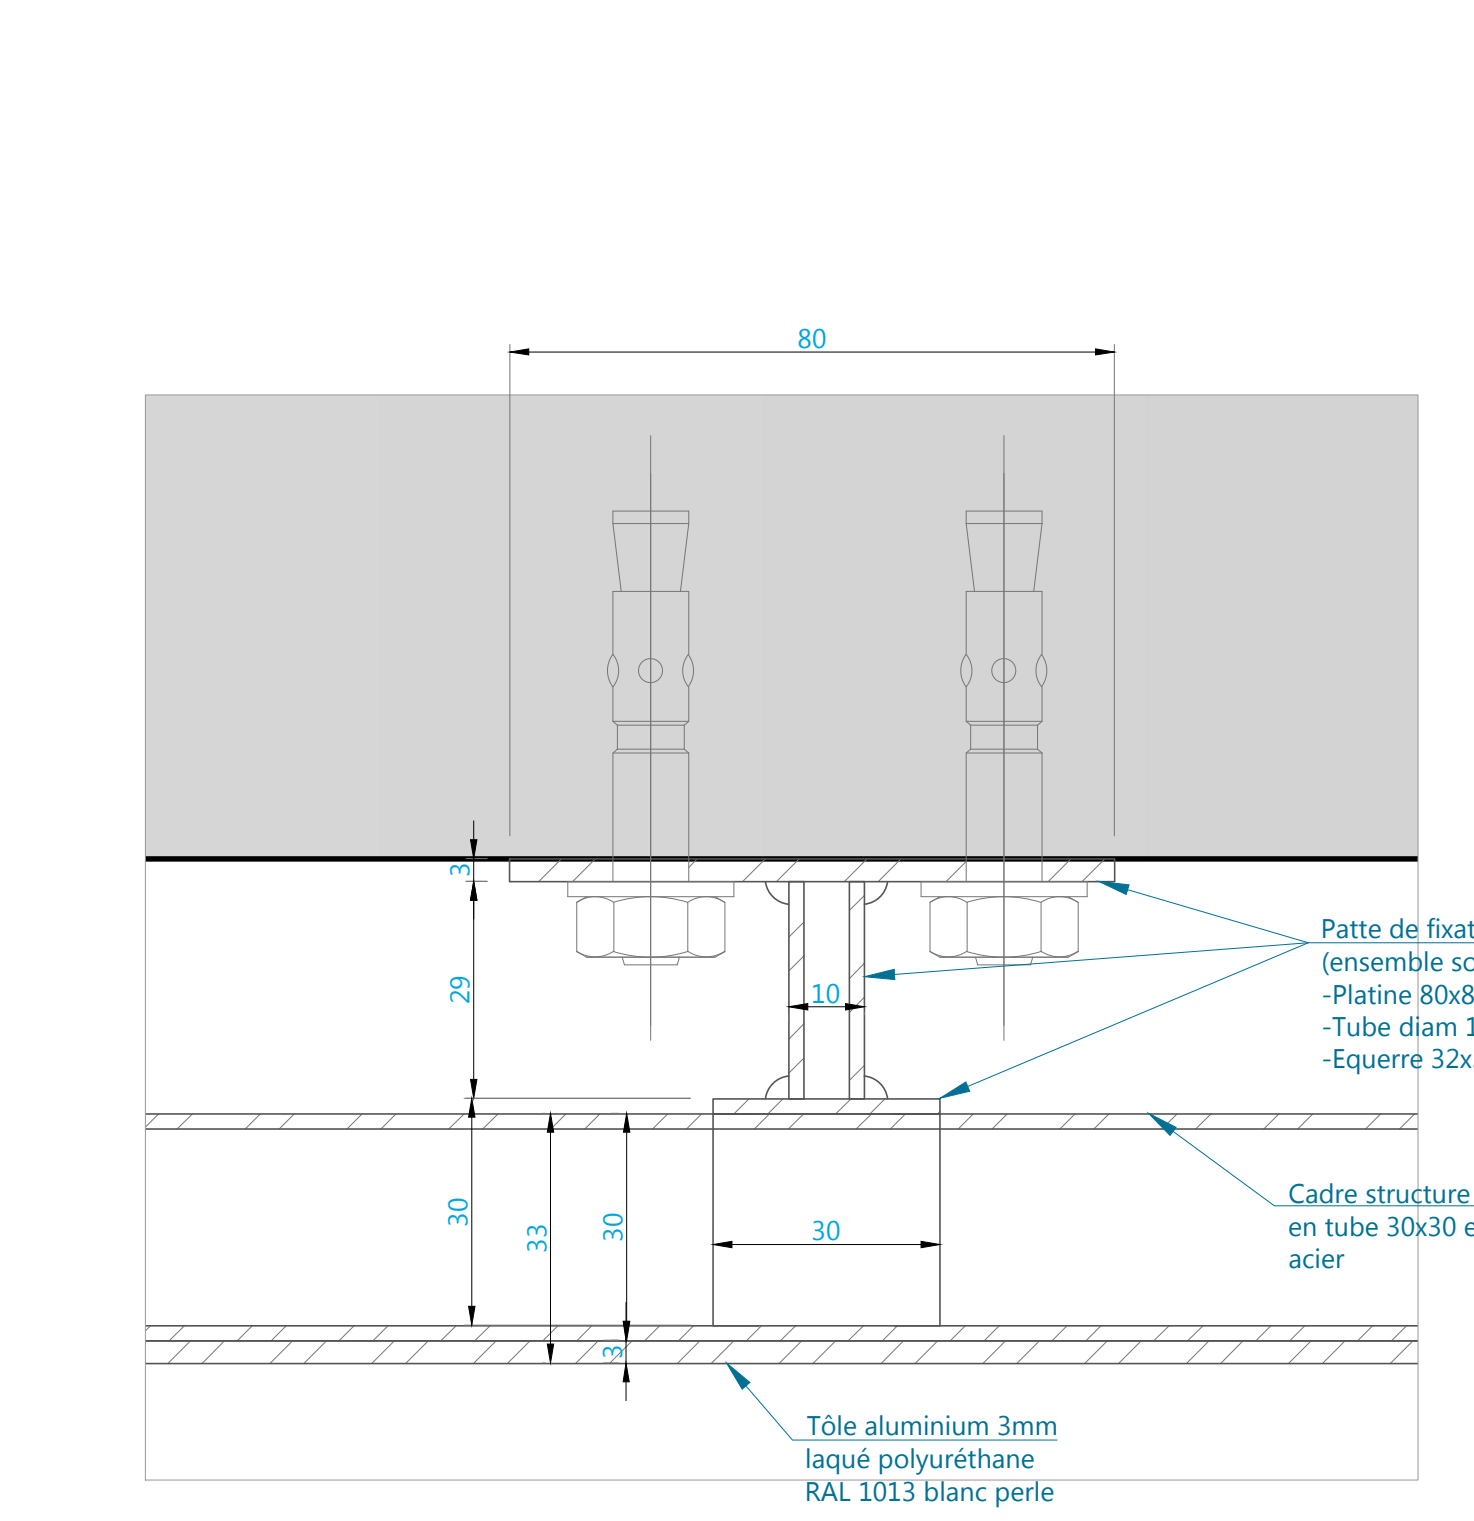 80
3
29
10
30
33
30
30
3
Patte de fixat
(ensemble so
-Platine 80x8
-Tube diam 1
-Equerre 32x
Cadre structure
en tube 30x30 e
acier
Tôle aluminium 3mm
laqué polyuréthane
RAL 1013 blanc perle